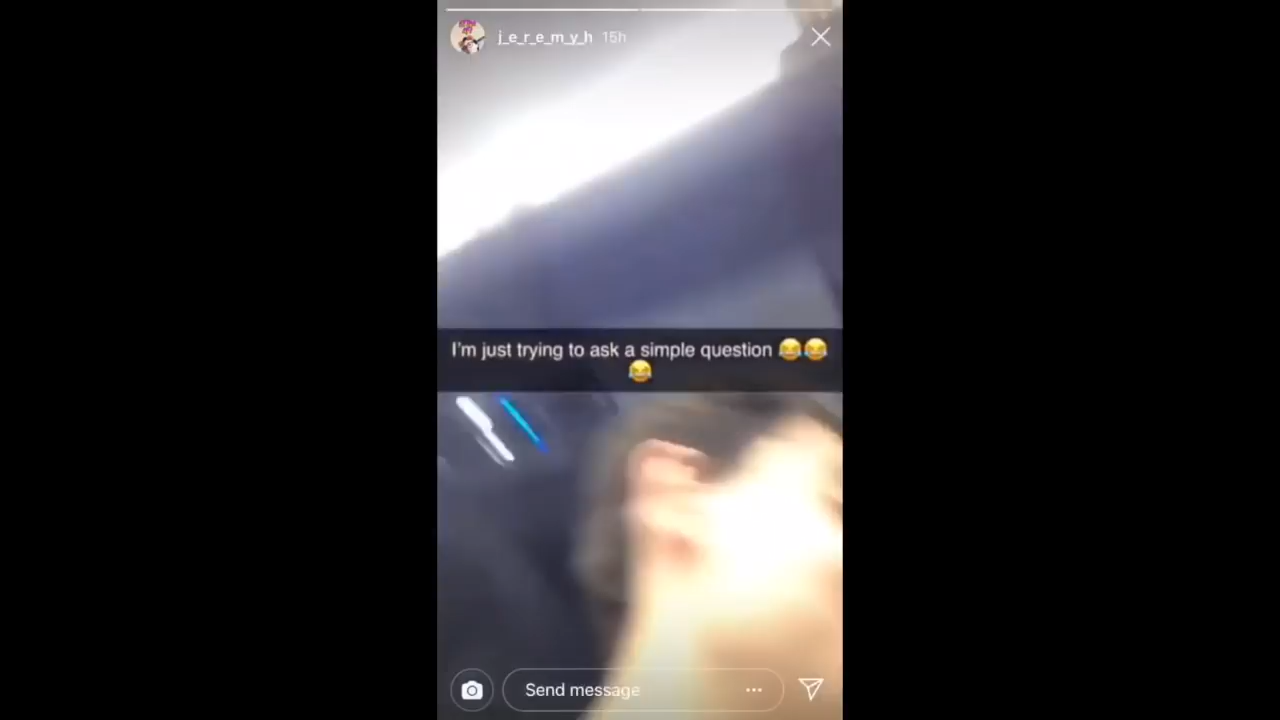 j_e_r_e_m_y_h 15h
I'm just trying to ask a simple question 😂😂
😂
Send message